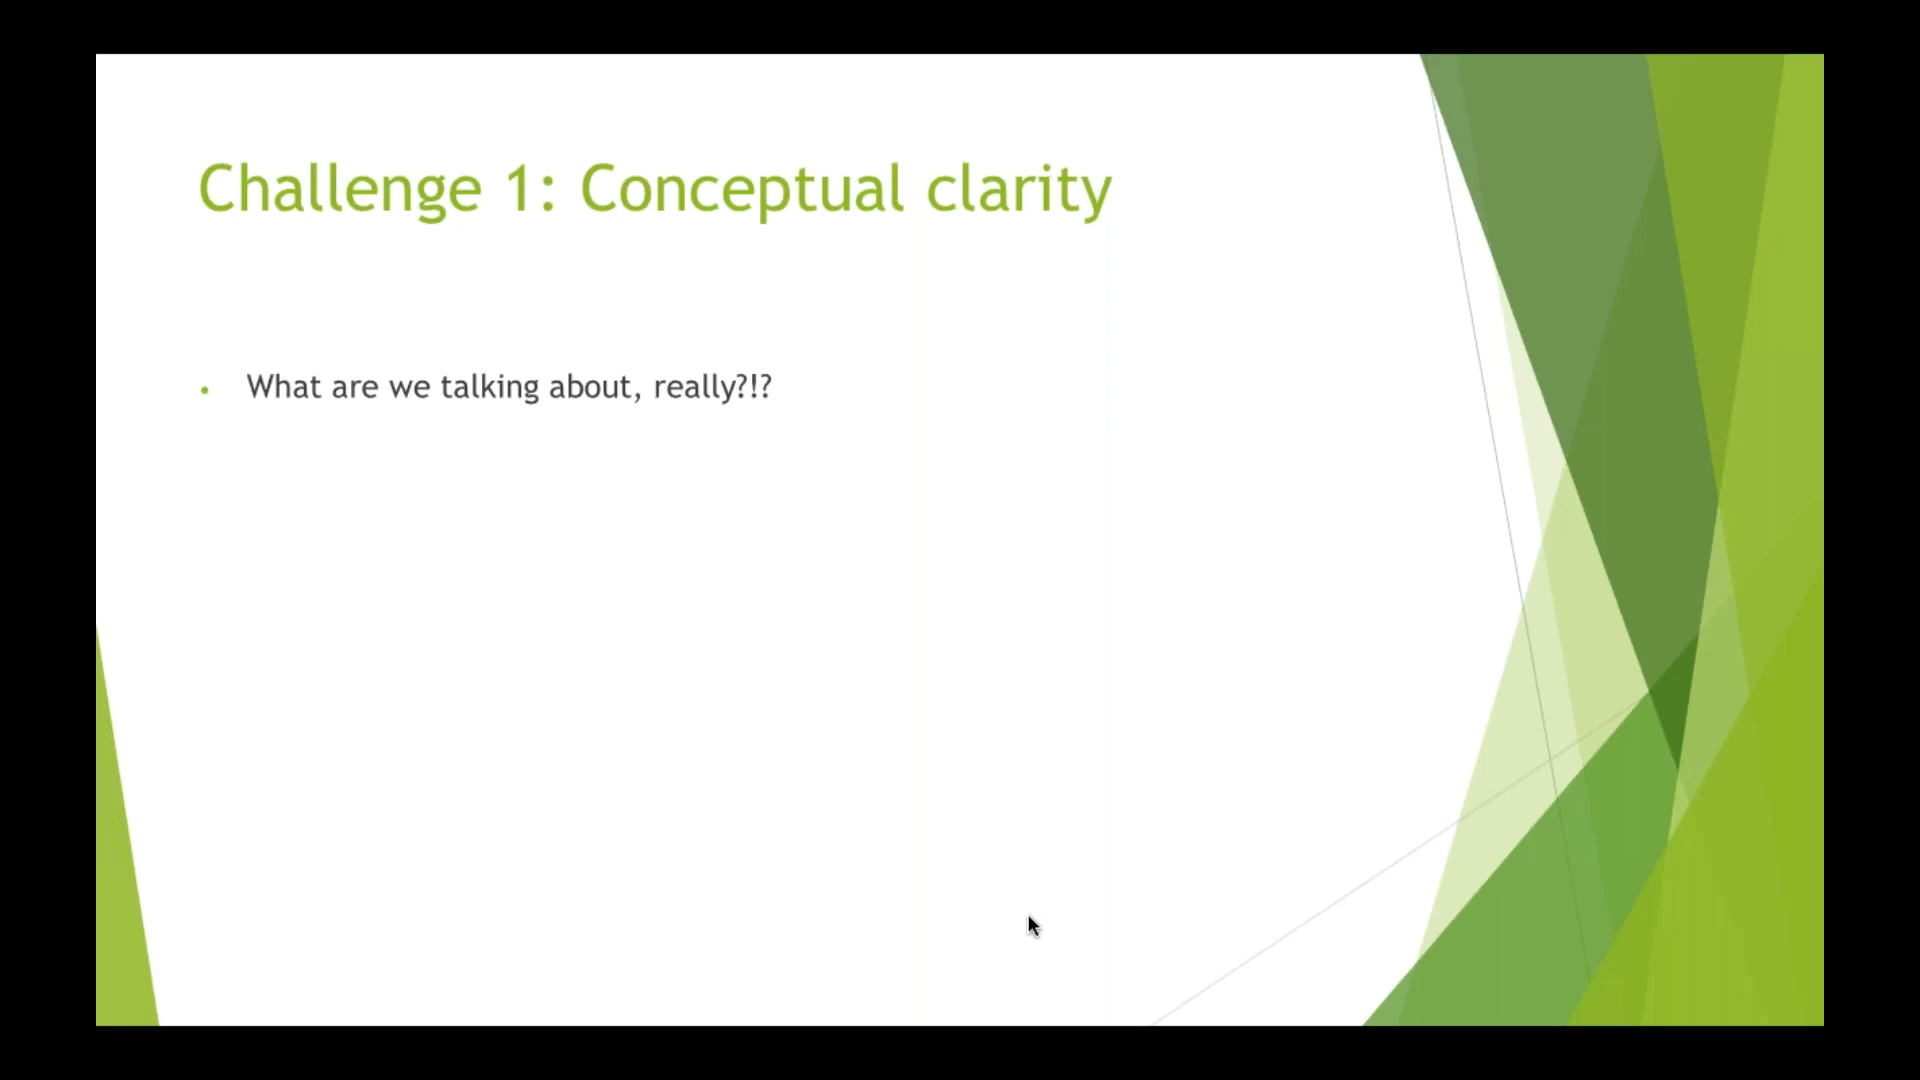 Challenge 1: Conceptual clarity
• What are we talking about, really?!?